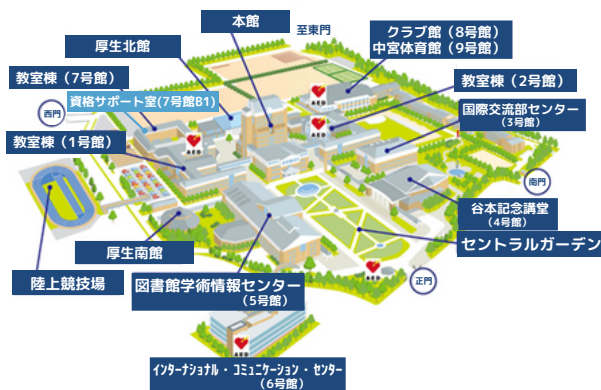 本館
至東門
クラブ館（8号館）
中宮体育館（9号館）
厚生北館
教室棟（7号館）
資格サポート室(7号館B1)
西門
教室棟（1号館）
AED
AED
AED
教室棟（2号館）
国際交流部センター
（3号館）
南門
谷本記念講堂
（4号館）
セントラルガーデン
厚生南館
陸上競技場
図書館学術情報センター
（5号館）
AED
正門
AED
インターナショナル・コミュニケーション・センター
（6号館）